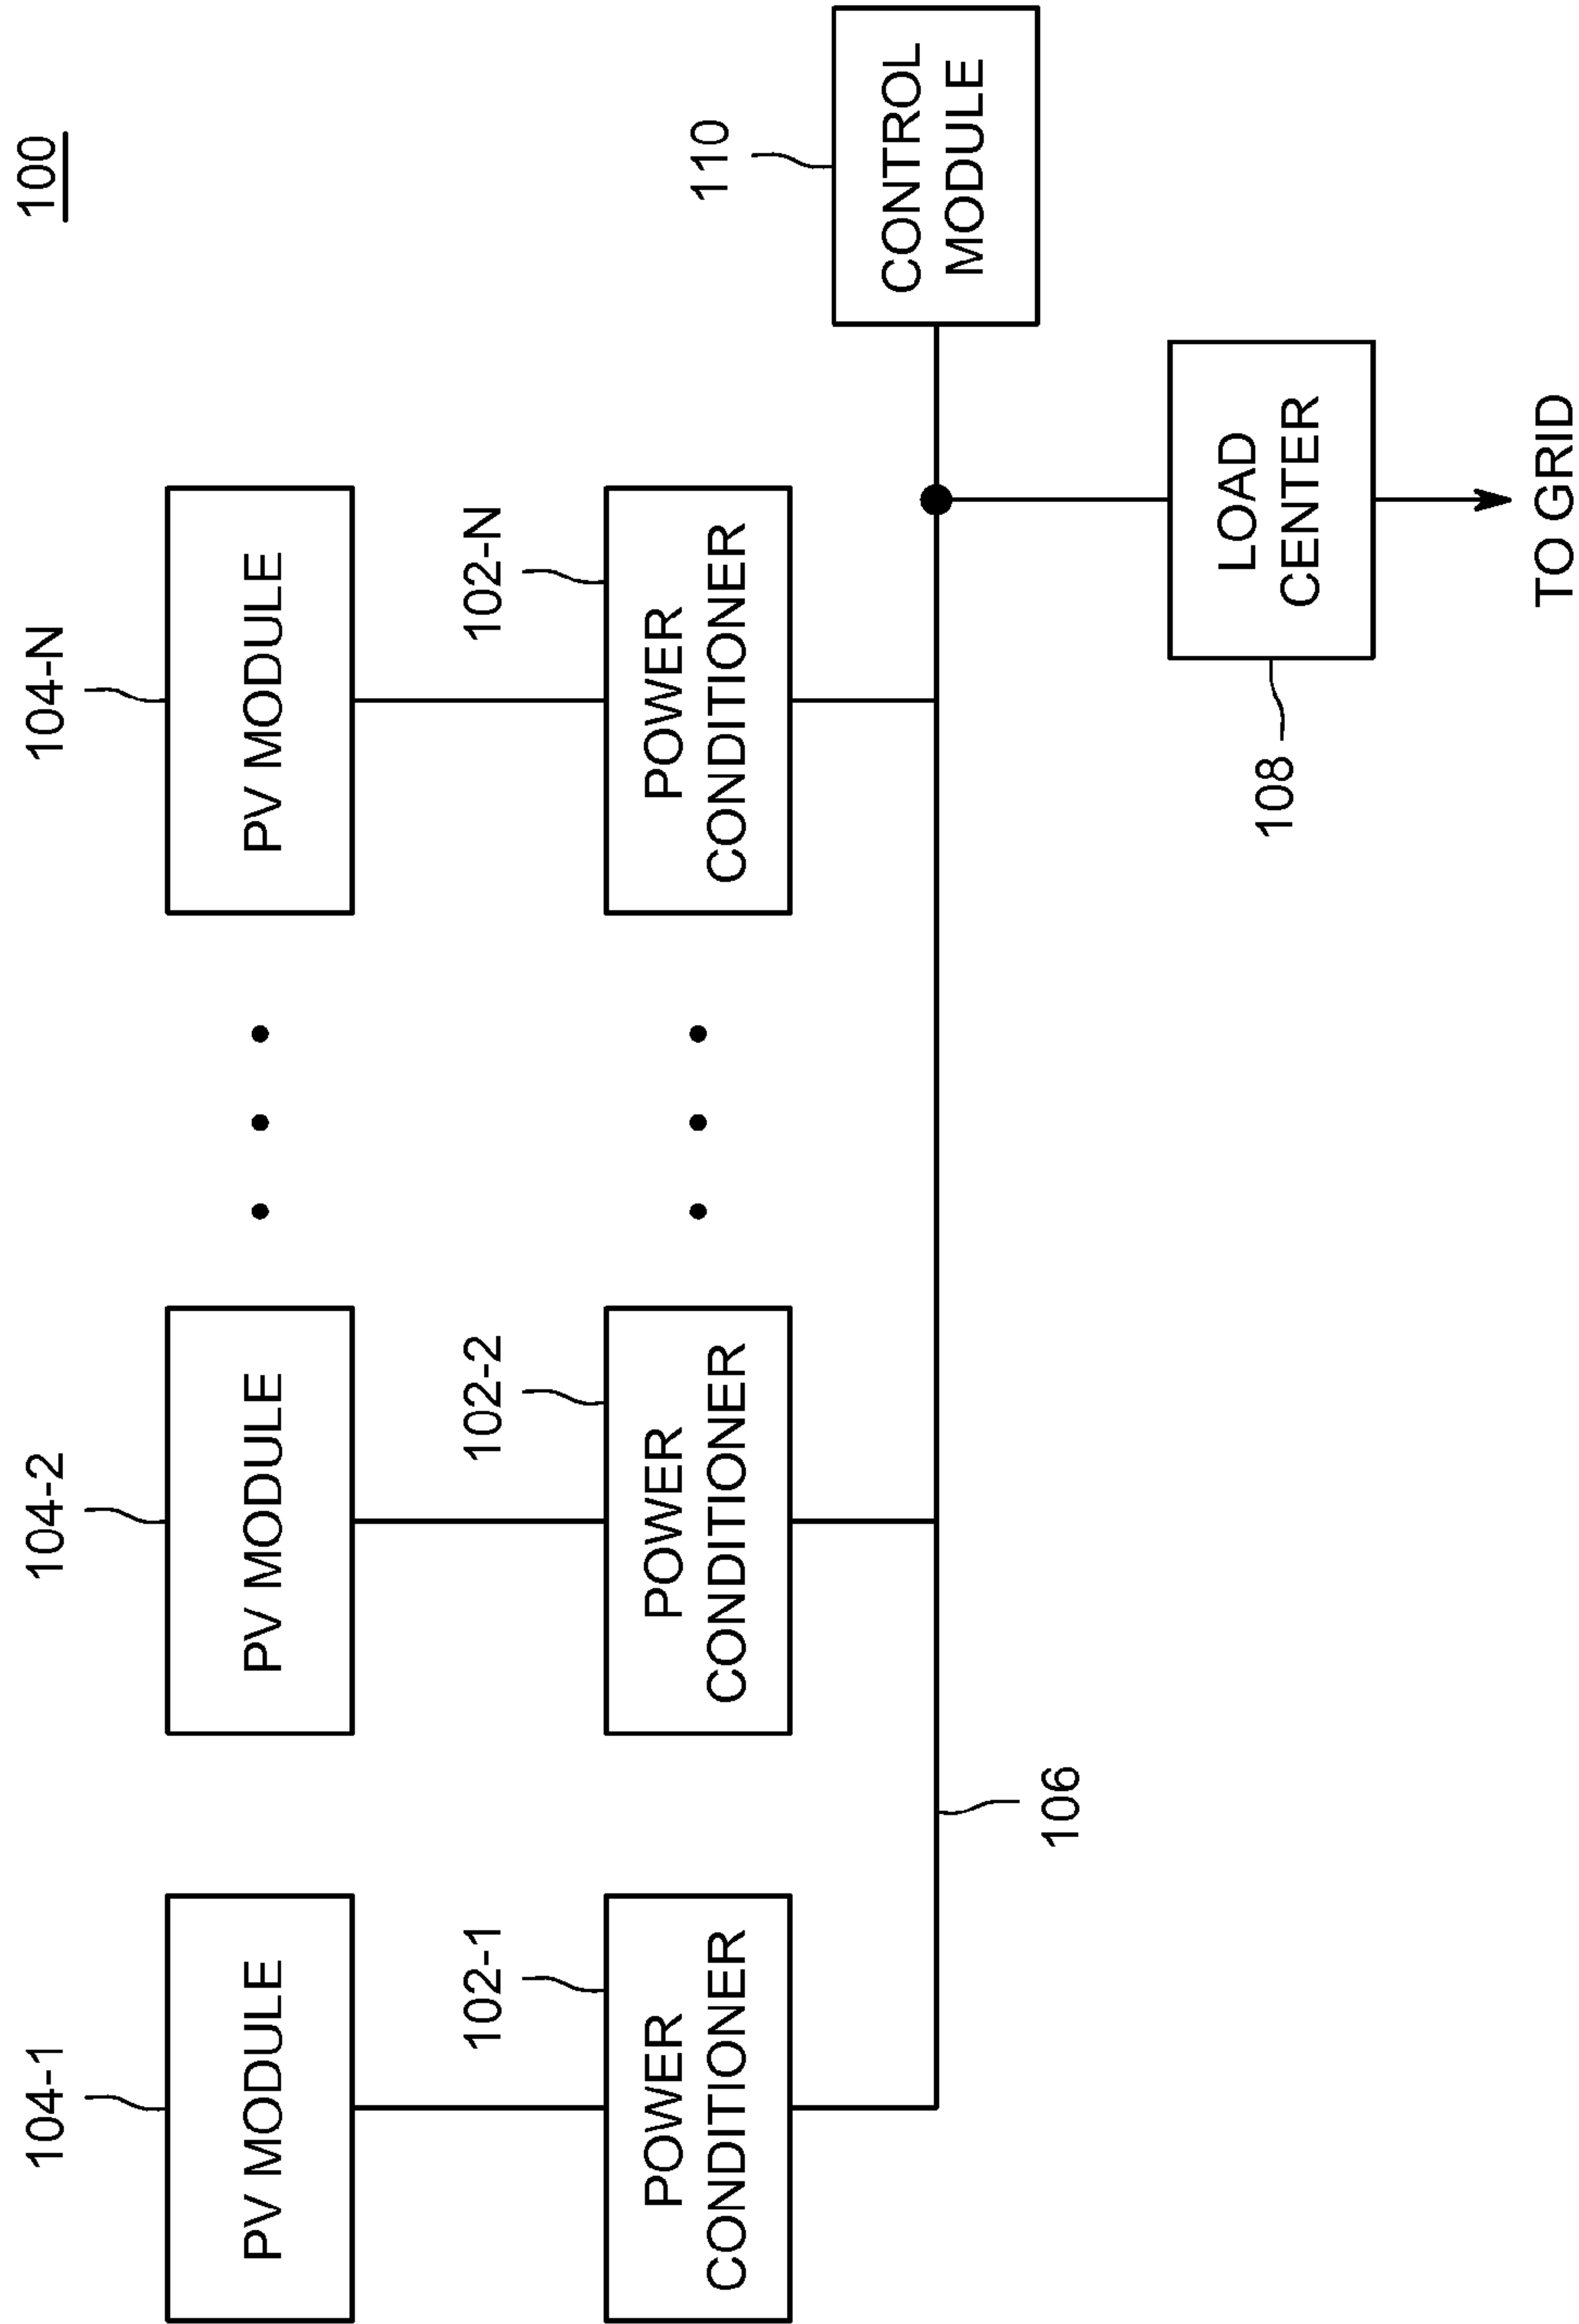 100
104-1
104-2
104-N
PV MODULE
PV MODULE
PV MODULE
102-1
102-2
102-N
POWER
CONDITIONER
POWER
CONDITIONER
POWER
CONDITIONER
110
CONTROL
MODULE
106
108
LOAD
CENTER
TO GRID